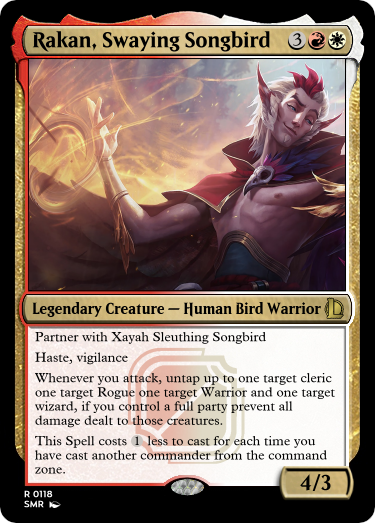 Rakan, Swaying Songbird 3
Legendary Creature — Human Bird Warrior
Partner with Xayah Sleuthing Songbird
Haste, vigilance
Whenever you attack, untap up to one target cleric
one target Rogue one target Warrior and one target
wizard, if you control a full party prevent all
damage dealt to those creatures.
This Spell costs 1 less to cast for each time you
have cast another commander from the command
zone.
4/3
R 0118
SMR